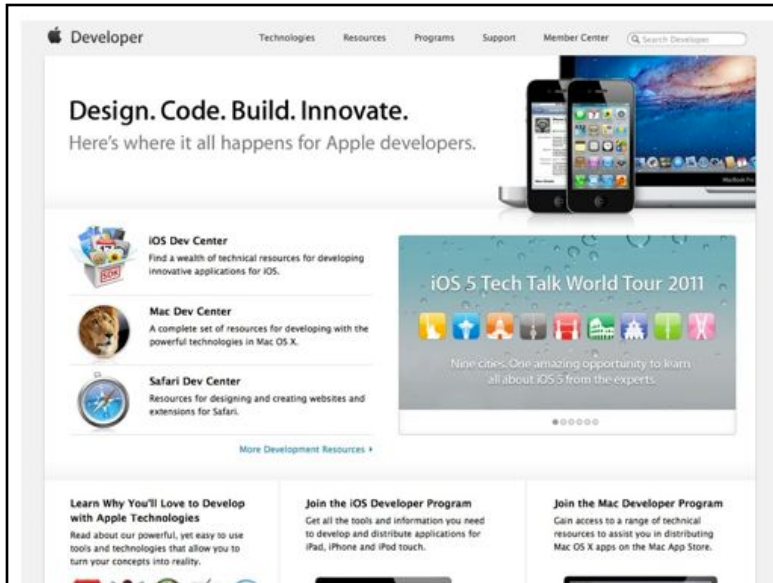 Developer
Technologies Resources Programs Support Member Center Search Developer
Design. Code. Build. Innovate.
Here's where it all happens for Apple developers.
MacBook Pro
iOS Dev Center
Find a wealth of technical resources for developing
innovative applications for iOS.
17
SDK
Mac Dev Center
A complete set of resources for developing with the
powerful technologies in Mac OS X.
Safari Dev Center
Resources for designing and creating websites and
extensions for Safari.
More Development Resources
iOS 5 Tech Talk World Tour 2011
Nine cities. One amazing opportunity to learn
all about iOS 5 from the experts.
Learn Why You'll Love to Develop
with Apple Technologies
Read about our powerful, yet easy to use
tools and technologies that allow you to
turn your concepts into reality.
Join the iOS Developer Program
Get all the tools and information you need
to develop and distribute applications for
iPad, iPhone and iPod touch.
Join the Mac Developer Program
Gain access to a range of technical
resources to assist you in distributing
Mac OS X apps on the Mac App Store.